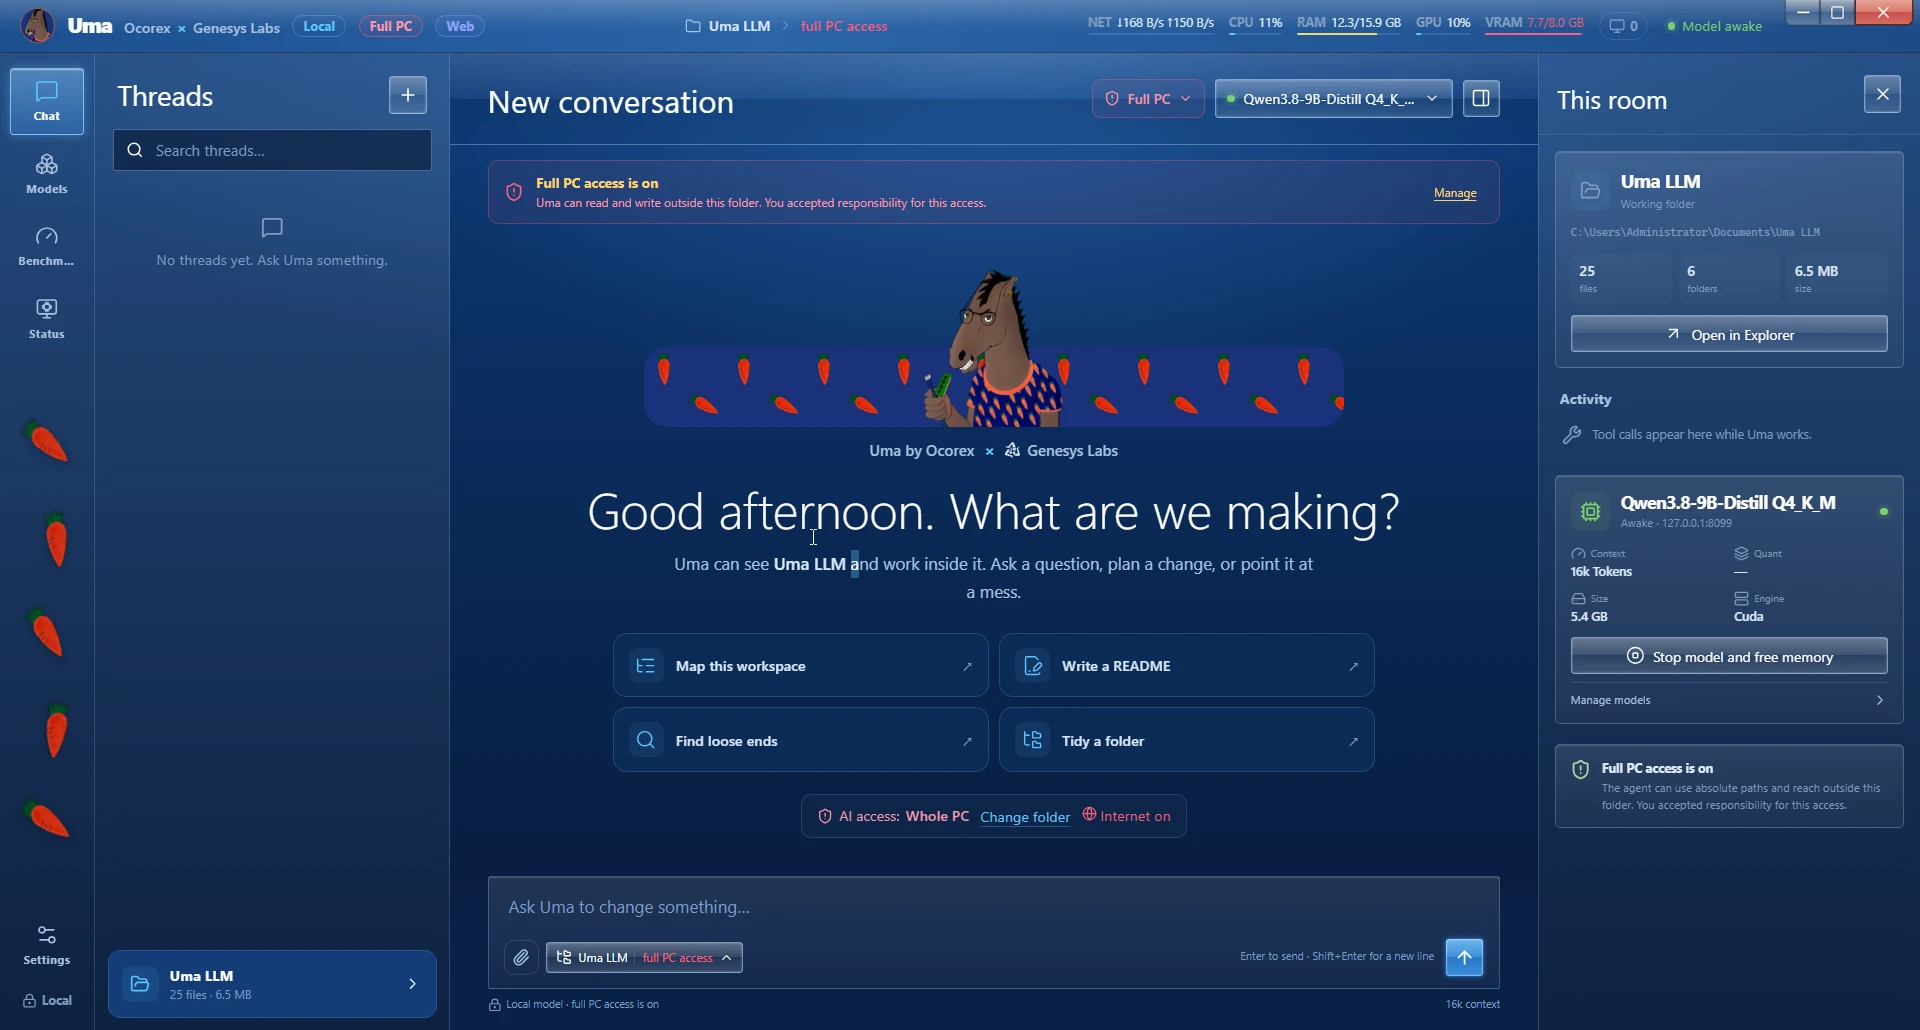 Uma Ocorex × Genesys Labs Local Full PC Web
Uma LLM > full PC access
NET ↓168 B/s ↑150 B/s CPU 11% RAM 12.3/15.9 GB GPU 10% VRAM 7.7/8.0 GB 0 Model awake
Chat
Models
Benchm...
Status
Settings
Local
Threads
Search threads...
No threads yet. Ask Uma something.
Uma LLM
25 files · 6.5 MB
New conversation
Full PC
Qwen3.8-9B-Distill Q4_K_...
Full PC access is on
Uma can read and write outside this folder. You accepted responsibility for this access.
Manage
Uma by Ocorex × Genesys Labs
Good afternoon. What are we making?
Uma can see Uma LLM and work inside it. Ask a question, plan a change, or point it at
a mess.
Map this workspace
Write a README
Find loose ends
Tidy a folder
AI access: Whole PC Change folder Internet on
Ask Uma to change something...
Uma LLM full PC access
Enter to send · Shift+Enter for a new line
Local model · full PC access is on
16k context
This room
Uma LLM
Working folder
C:\Users\Administrator\Documents\Uma LLM
25 6 6.5 MB
files folders size
Open in Explorer
Activity
Tool calls appear here while Uma works.
Qwen3.8-9B-Distill Q4_K_M
Awake · 127.0.0.1:8099
Context Quant
16k Tokens —
Size Engine
5.4 GB Cuda
Stop model and free memory
Manage models
Full PC access is on
The agent can use absolute paths and reach outside this
folder. You accepted responsibility for this access.